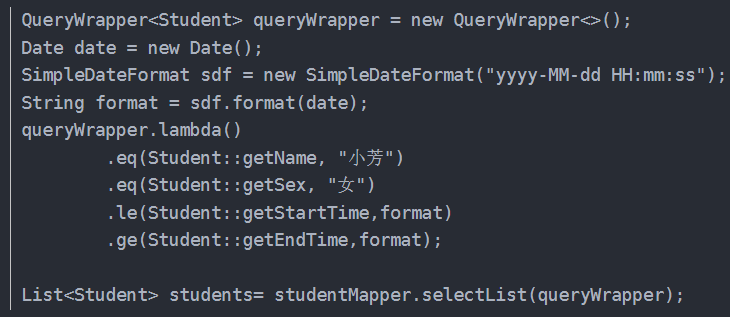 QueryWrapper<Student> queryWrapper = new QueryWrapper<>();
Date date = new Date();
SimpleDateFormat sdf = new SimpleDateFormat("yyyy-MM-dd HH:mm:ss");
String format = sdf.format(date);
queryWrapper.lambda()
        .eq(Student::getName, "小芳")
        .eq(Student::getSex, "女")
        .le(Student::getStartTime,format)
        .ge(Student::getEndTime,format);

List<Student> students= studentMapper.selectList(queryWrapper);